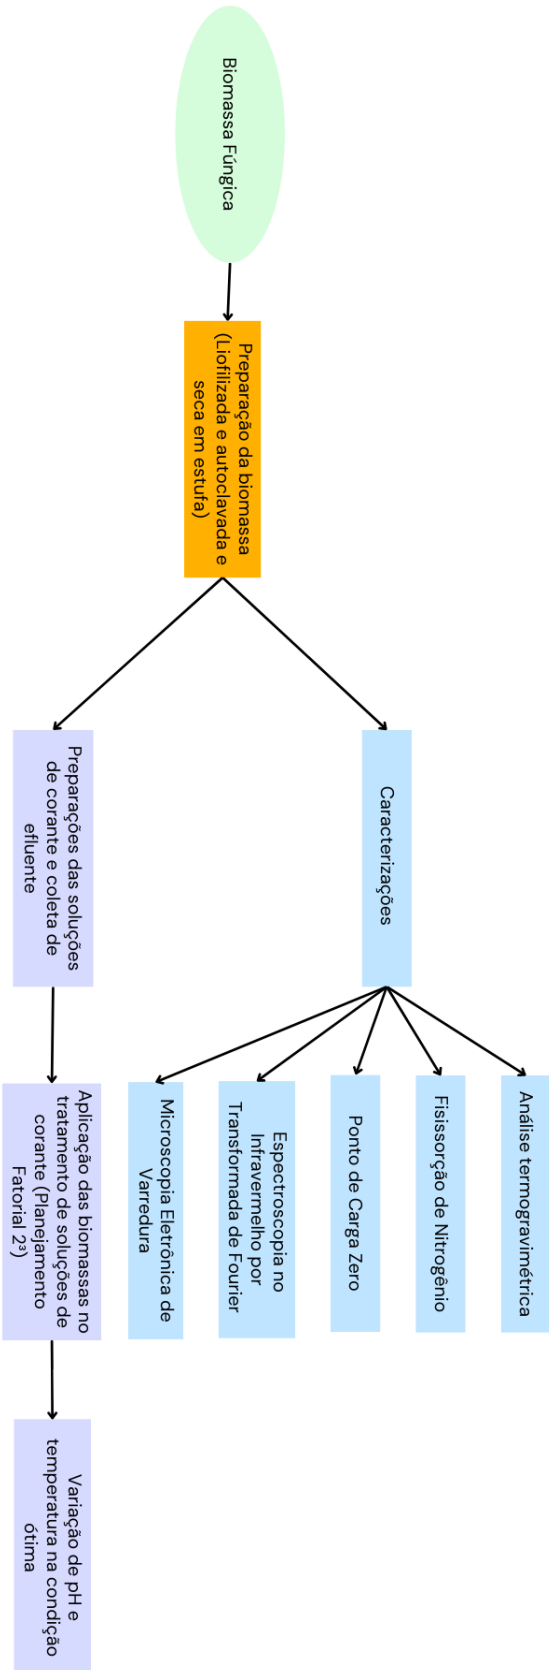 Biomassa Fúngica
Preparação da biomassa
(Liofilizada e autoclavada e
seca em estufa)
Caracterizações
Análise termogravimétrica
Fisissorção de Nitrogênio
Ponto de Carga Zero
Espectroscopia no
Infravermelho por
Transformada de Fourier
Microscopia Eletrônica de
Varredura
Preparações das soluções
de corante e coleta de
efluente
Aplicação das biomassas no
tratamento de soluções de
corante (Planejamento
Fatorial 2³)
Variação de pH e
temperatura na condição
ótima